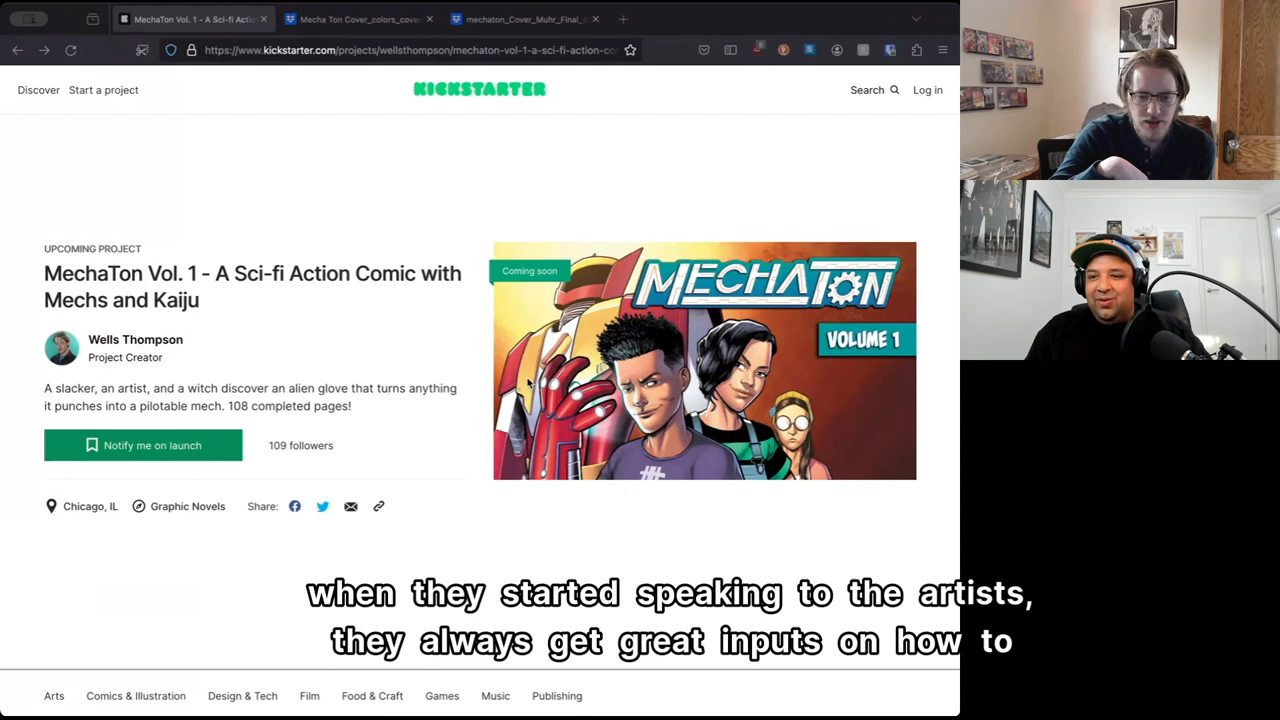 MechaTon Vol. 1 - A Sci-fi Actio
Mecha Ton Cover_colors_cove
mechaton_Cover_Muhr_Final_
https://www.kickstarter.com/projects/wellsthompson/mechaton-vol-1-a-sci-fi-action-co
Discover Start a project
KICKSTARTER
Search Log in
UPCOMING PROJECT
MechaTon Vol. 1 - A Sci-fi Action Comic with
Mechs and Kaiju
Wells Thompson
Project Creator
A slacker, an artist, and a witch discover an alien glove that turns anything
it punches into a pilotable mech. 108 completed pages!
Notify me on launch 109 followers
Coming soon
MECHATON
VOLUME 1
Chicago, IL Graphic Novels Share:
when they started speaking to the artists,
they always get great inputs on how to
Arts Comics & Illustration Design & Tech Film Food & Craft Games Music Publishing